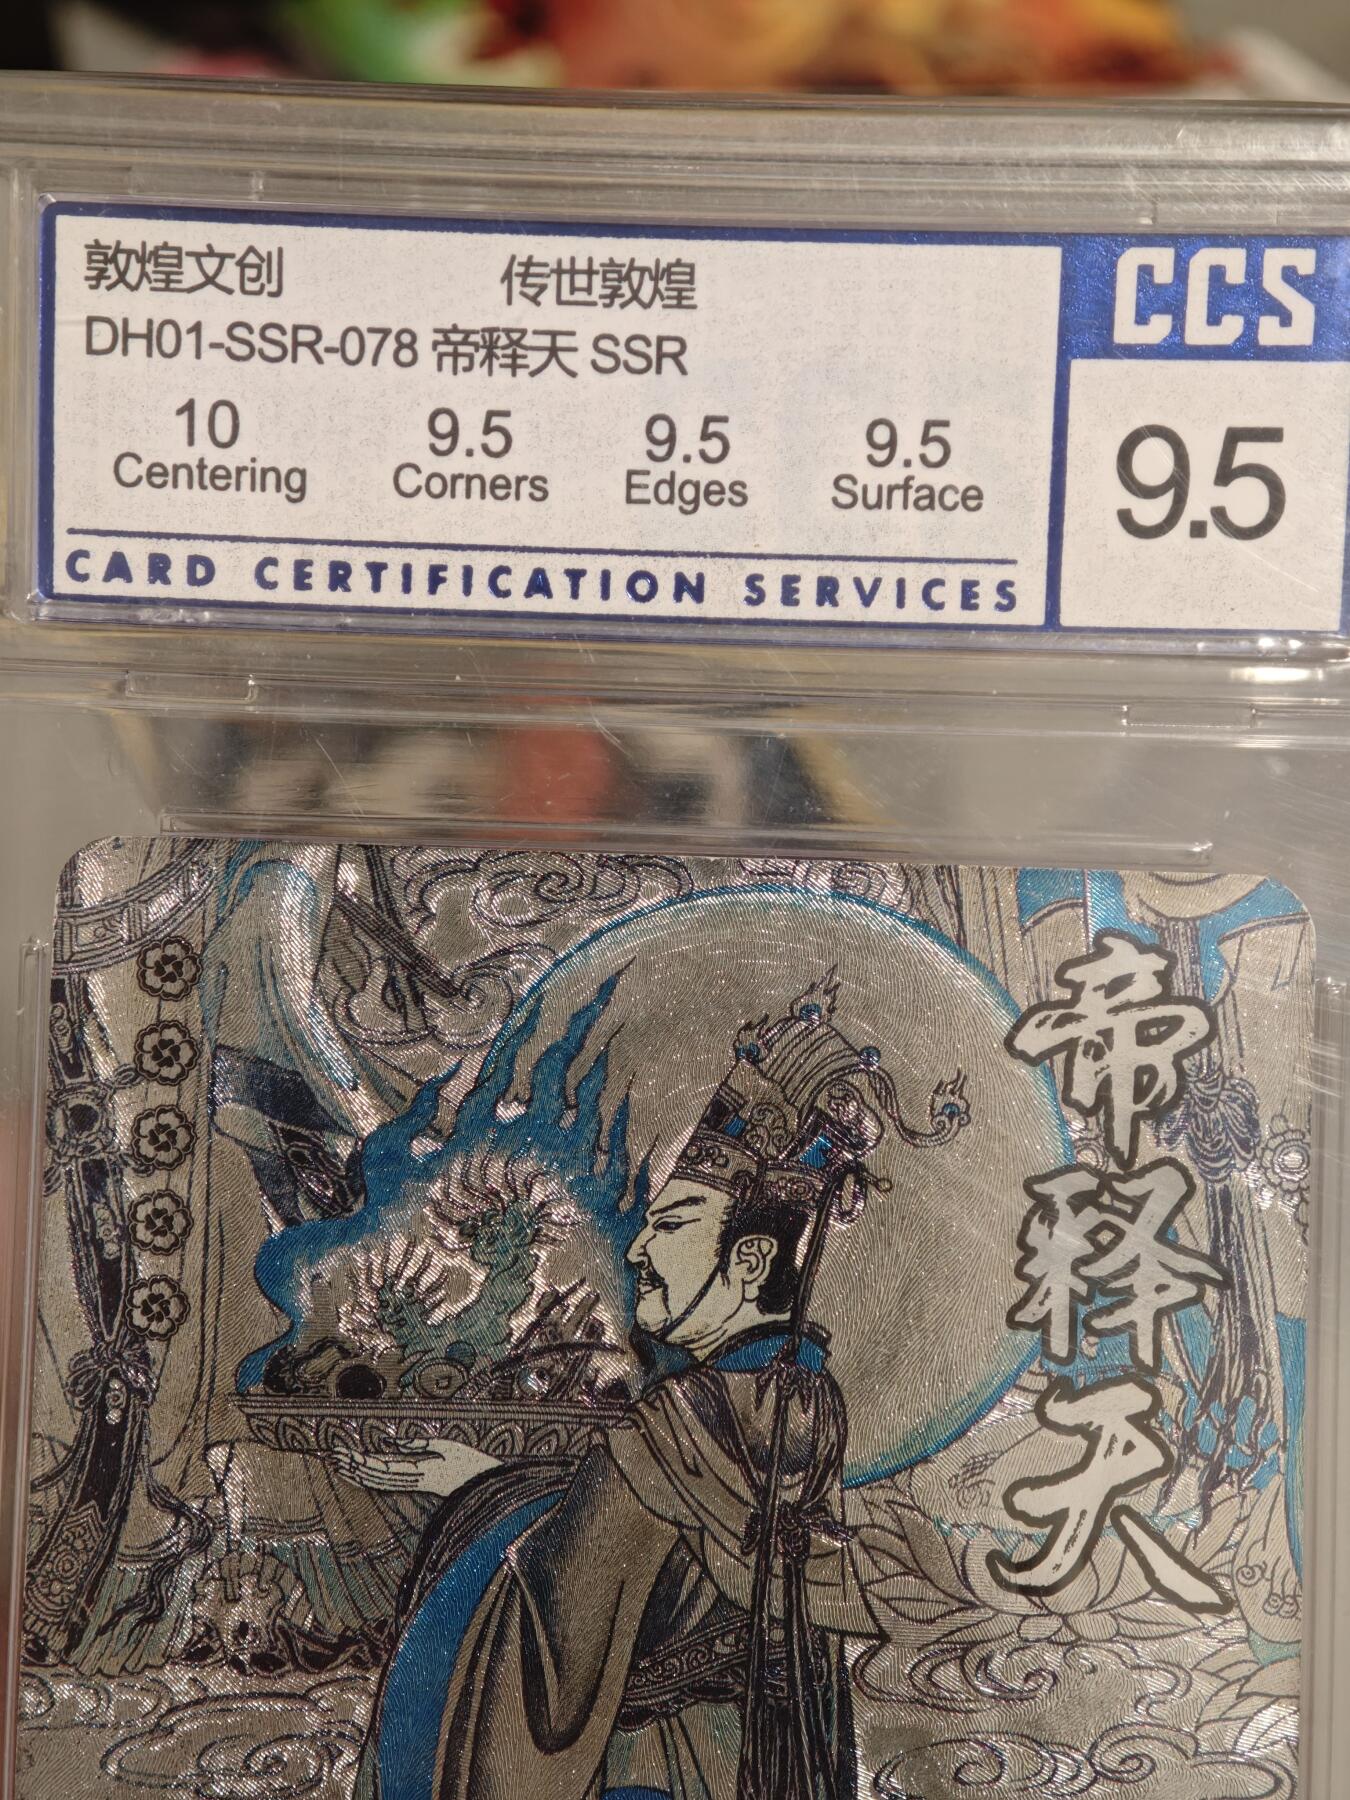 敦煌文创 传世敦煌
DH01-SSR-078 帝释天 SSR
10 9.5 9.5 9.5
Centering Corners Edges Surface
CARD CERTIFICATION SERVICES
CCS
9.5
帝释天